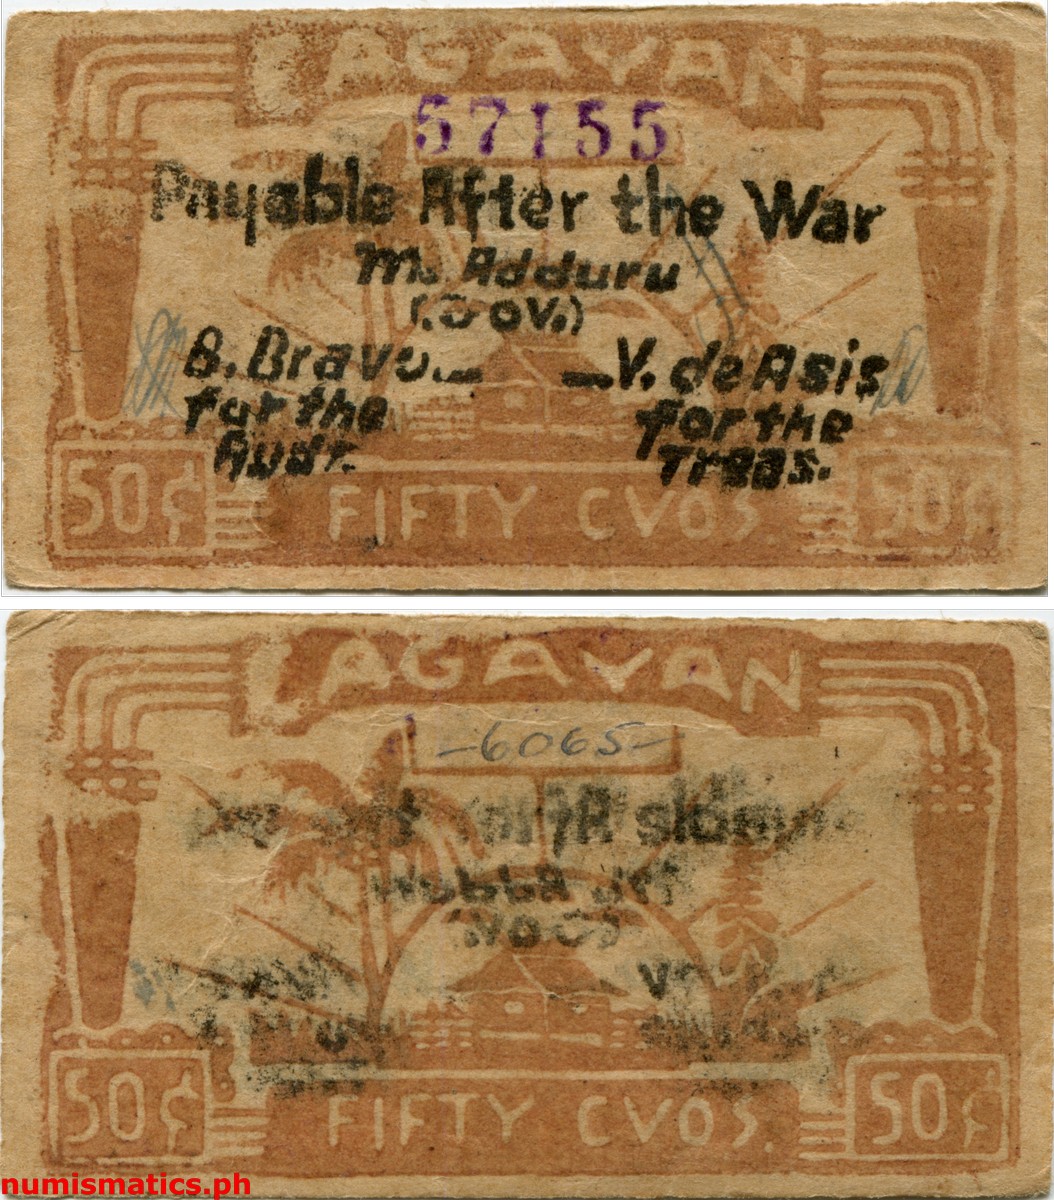 CAGAYAN
57155
Payable After the War
M. Adduru
(Gov.)
B. Bravo V. de Asis
for the for the
Audr. Treas.
50¢ FIFTY CVOS. 50¢
CAGAYAN
-6065-
50¢ FIFTY CVOS. 50¢
numismatics.ph